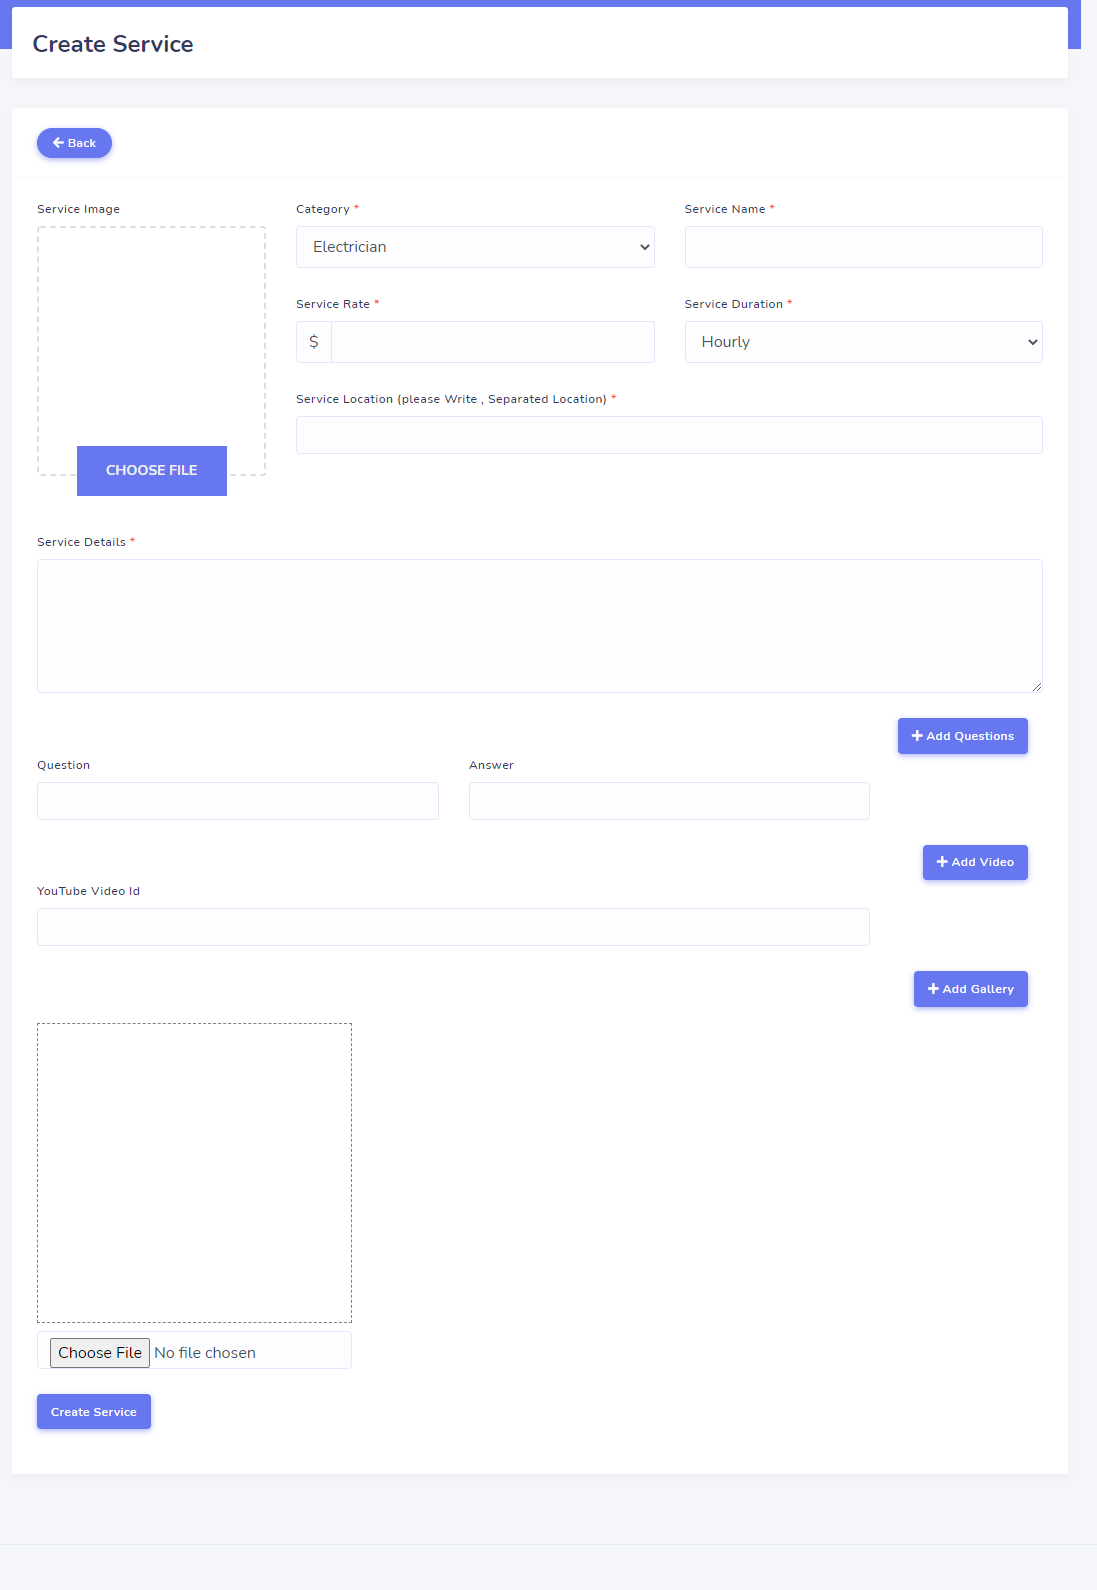 Create Service
Back
Service Image
Category *
Service Name *
Electrician
Service Rate *
Service Duration *
$
Hourly
Service Location (please Write , Separated Location) *
CHOOSE FILE
Service Details *
Add Questions
Question
Answer
Add Video
YouTube Video Id
Add Gallery
Choose File No file chosen
Create Service